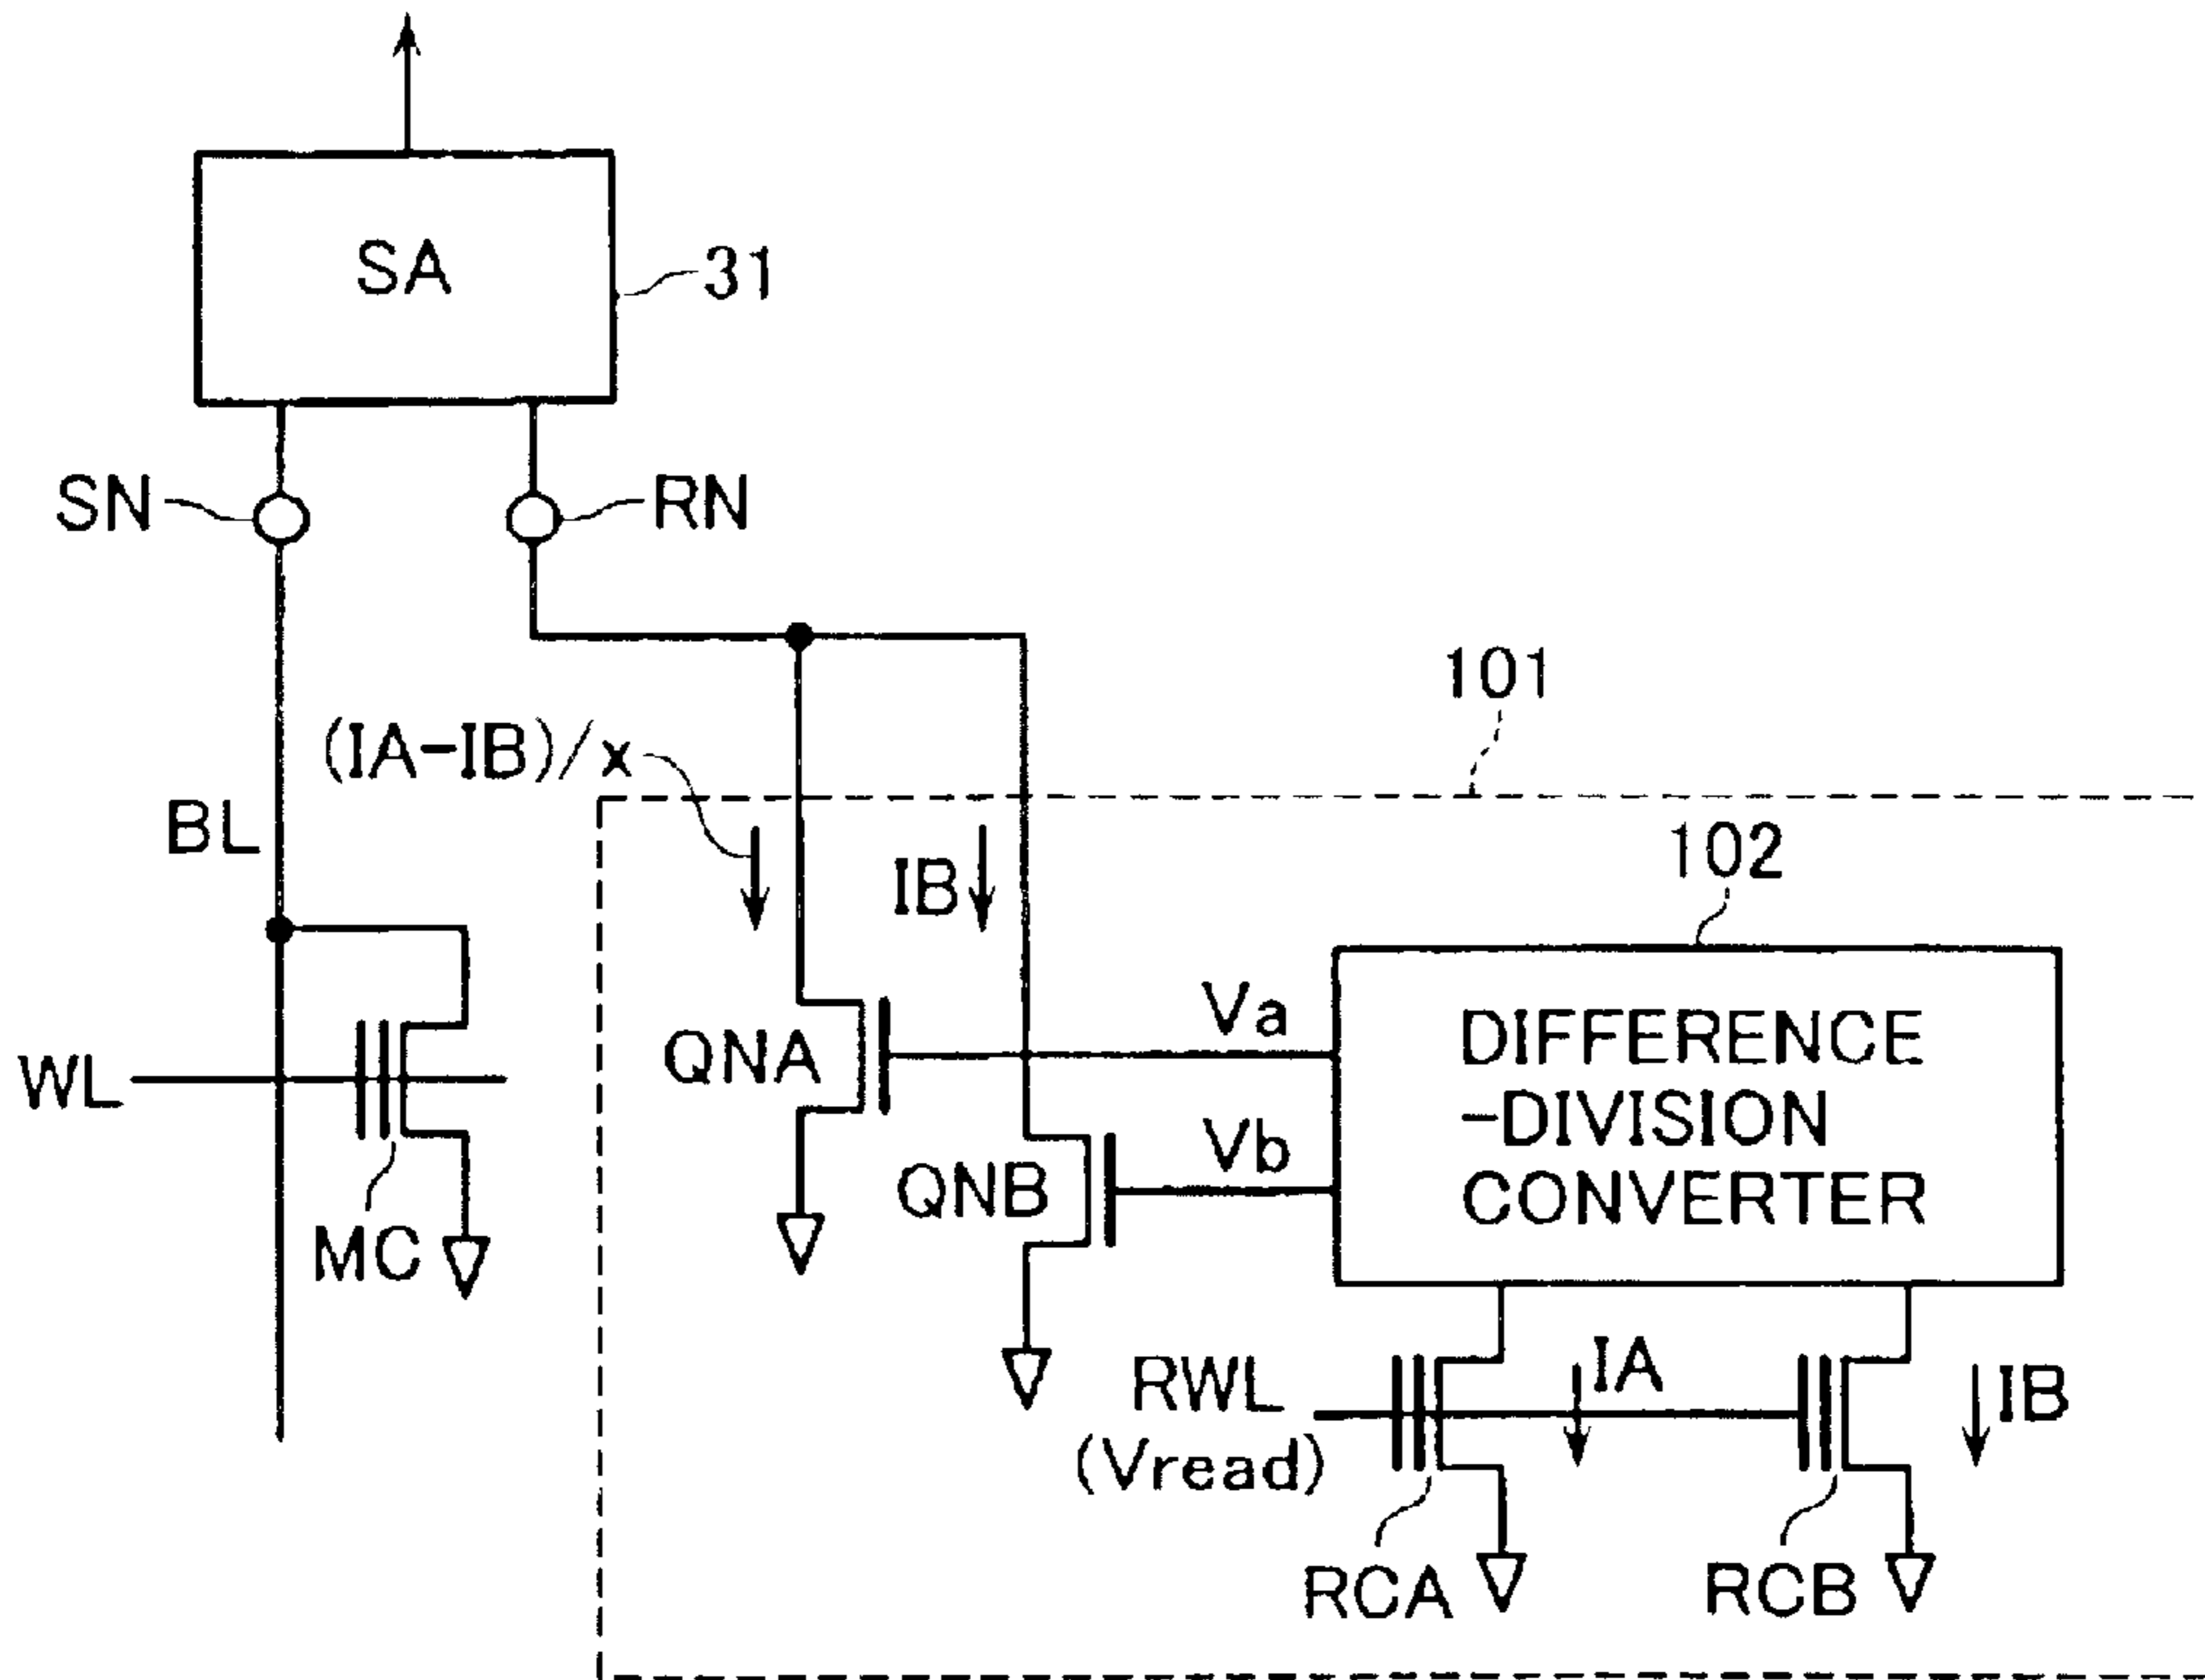 SA
31
SN
RN
101
(IA-IB)/x
BL
102
IB
Va
DIFFERENCE
-DIVISION
CONVERTER
QNA
WL
Vb
QNB
MC
RWL
(Vread)
IA
IB
RCA
RCB